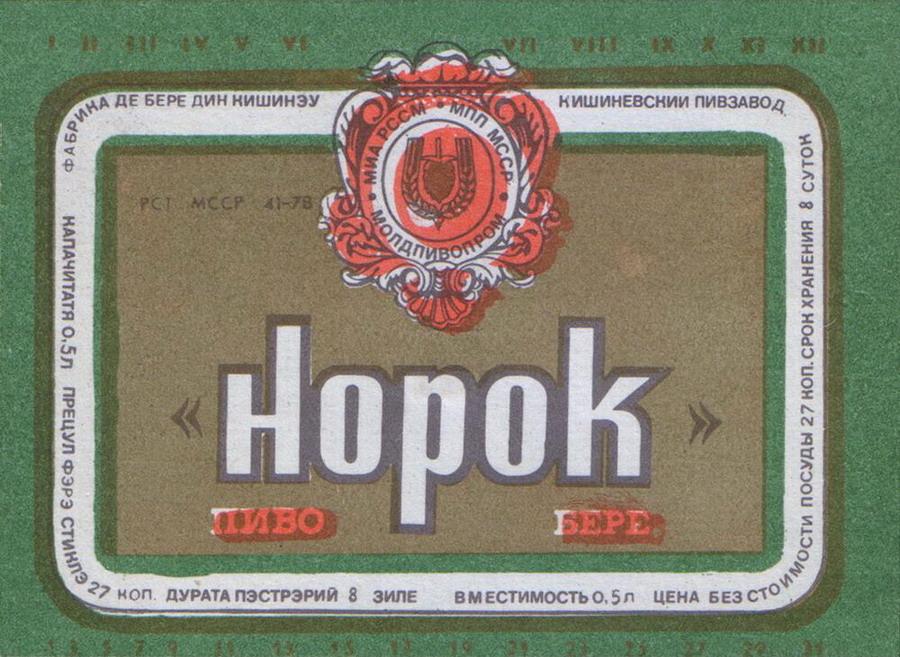 I II III IV V VI VII VIII IX X XI XII
ФАБРИКА ДЕ БЕРЕ ДИН КИШИНЭУ
КИШИНЕВСКИЙ ПИВЗАВОД
МИА РССМ • МПП МССР •
МОЛДПИВОПРОМ
РСТ МССР 41-78
«Норок»
ПИВО БЕРЕ
КАПАЧИТАТЯ 0,5л ПРЕЦУЛ ФЭРЭ СТИКЛЭ 27 КОП. ДУРАТА ПЭСТРЭРИЙ 8 ЗИЛЕ
ВМЕСТИМОСТЬ 0,5л ЦЕНА БЕЗ СТОИМОСТИ ПОСУДЫ 27 КОП. СРОК ХРАНЕНИЯ 8 СУТОК